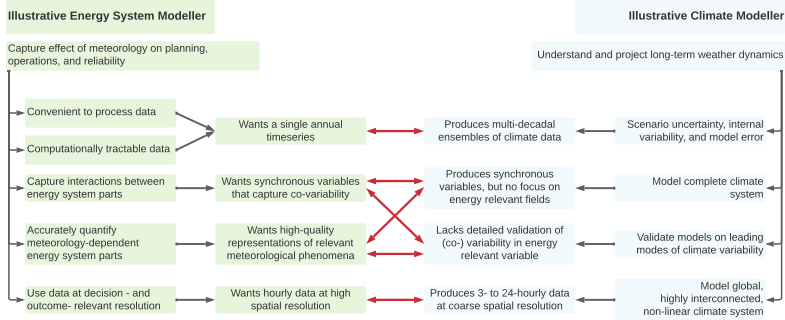 Illustrative Energy System Modeller
Illustrative Climate Modeller
Capture effect of meteorology on planning,
operations, and reliability
Understand and project long-term weather dynamics
Convenient to process data
Computationally tractable data
Wants a single annual
timeseries
Produces multi-decadal
ensembles of climate data
Scenario uncertainty, internal
variability, and model error
Capture interactions between
energy system parts
Wants synchronous variables
that capture co-variability
Produces synchronous
variables, but no focus on
energy relevant fields
Model complete climate
system
Accurately quantify
meteorology-dependent
energy system parts
Wants high-quality
representations of relevant
meteorological phenomena
Lacks detailed validation of
(co-) variability in energy
relevant variable
Validate models on leading
modes of climate variability
Use data at decision - and
outcome- relevant resolution
Wants hourly data at high
spatial resolution
Produces 3- to 24-hourly data
at coarse spatial resolution
Model global,
highly interconnected,
non-linear climate system